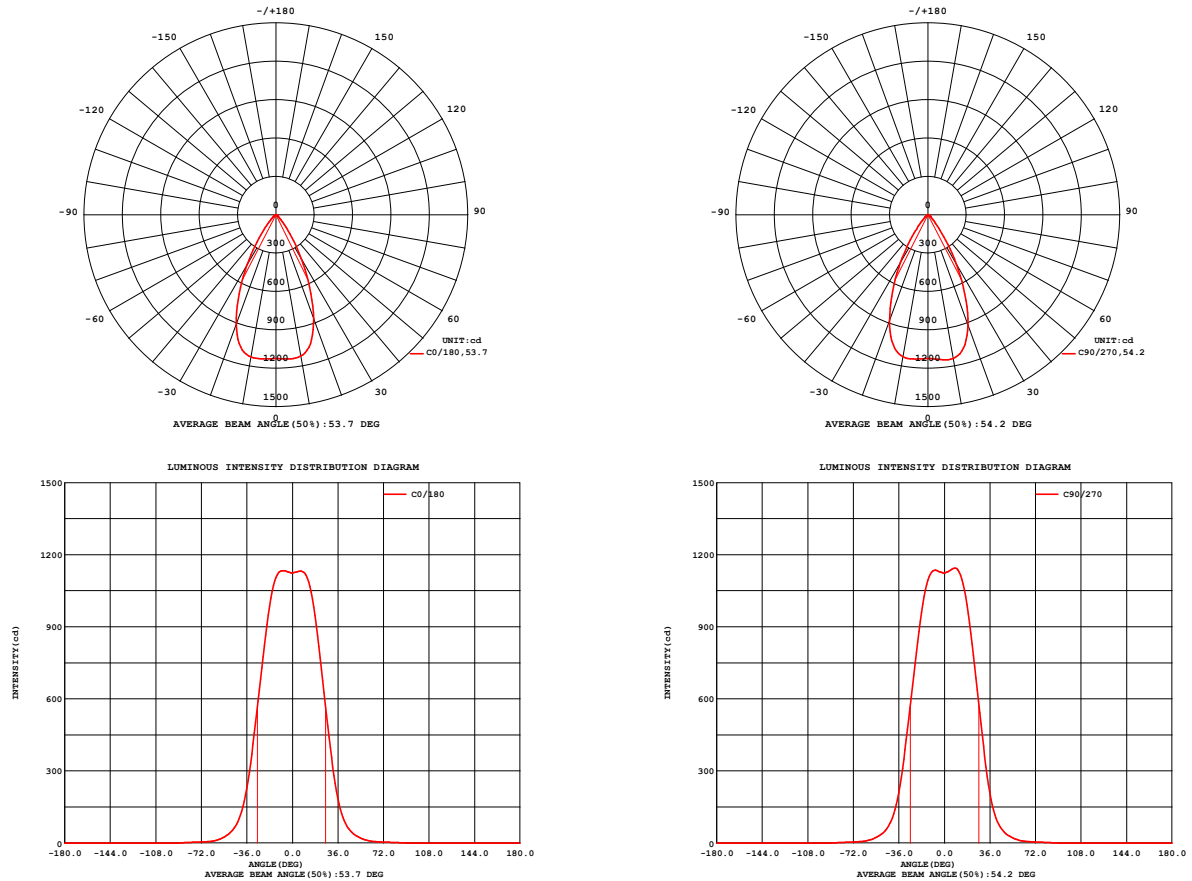 -/+180
-150
150
-120
120
-90
90
-60
60
-30
30
0
300
600
900
1200
1500
0
UNIT:cd
C0/180,53.7
AVERAGE BEAM ANGLE(50%):53.7 DEG
-/+180
-150
150
-120
120
-90
90
-60
60
-30
30
0
300
600
900
1200
1500
0
UNIT:cd
C90/270,54.2
AVERAGE BEAM ANGLE(50%):54.2 DEG
LUMINOUS INTENSITY DISTRIBUTION DIAGRAM
C0/180
INTENSITY(cd)
1500
1200
900
600
300
0
-180.0 -144.0 -108.0 -72.0 -36.0 0.0 36.0 72.0 108.0 144.0 180.0
ANGLE(DEG)
AVERAGE BEAM ANGLE(50%):53.7 DEG
LUMINOUS INTENSITY DISTRIBUTION DIAGRAM
C90/270
INTENSITY(cd)
1500
1200
900
600
300
0
-180.0 -144.0 -108.0 -72.0 -36.0 0.0 36.0 72.0 108.0 144.0 180.0
ANGLE(DEG)
AVERAGE BEAM ANGLE(50%):54.2 DEG